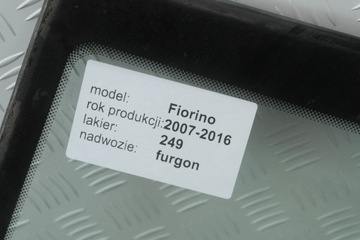 model: Fiorino
rok produkcji: 2007-2016
lakier: 249
nadwozie: furgon